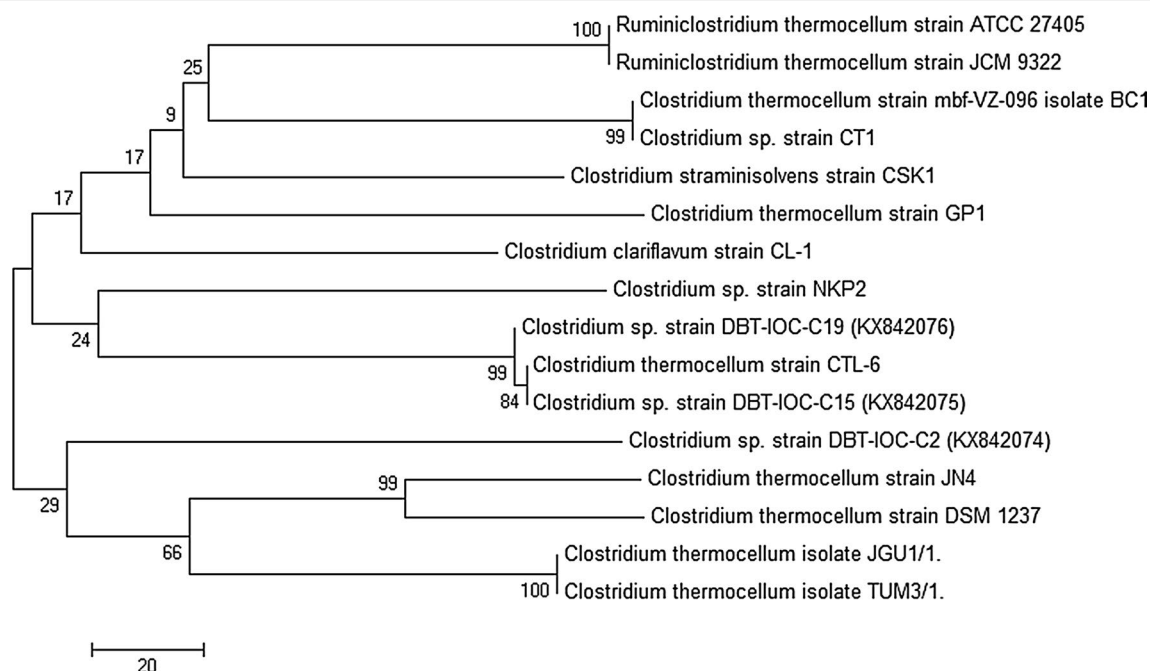 100 Ruminiclostridium thermocellum strain ATCC 27405
Ruminiclostridium thermocellum strain JCM 9322
25
Clostridium thermocellum strain mbf-VZ-096 isolate BC1
9
99 Clostridium sp. strain CT1
17
Clostridium straminisolvens strain CSK1
17
Clostridium thermocellum strain GP1
Clostridium clariflavum strain CL-1
Clostridium sp. strain NKP2
24
Clostridium sp. strain DBT-IOC-C19 (KX842076)
99
Clostridium thermocellum strain CTL-6
84 Clostridium sp. strain DBT-IOC-C15 (KX842075)
Clostridium sp. strain DBT-IOC-C2 (KX842074)
29
99
Clostridium thermocellum strain JN4
Clostridium thermocellum strain DSM 1237
66
Clostridium thermocellum isolate JGU1/1.
100 Clostridium thermocellum isolate TUM3/1.
20